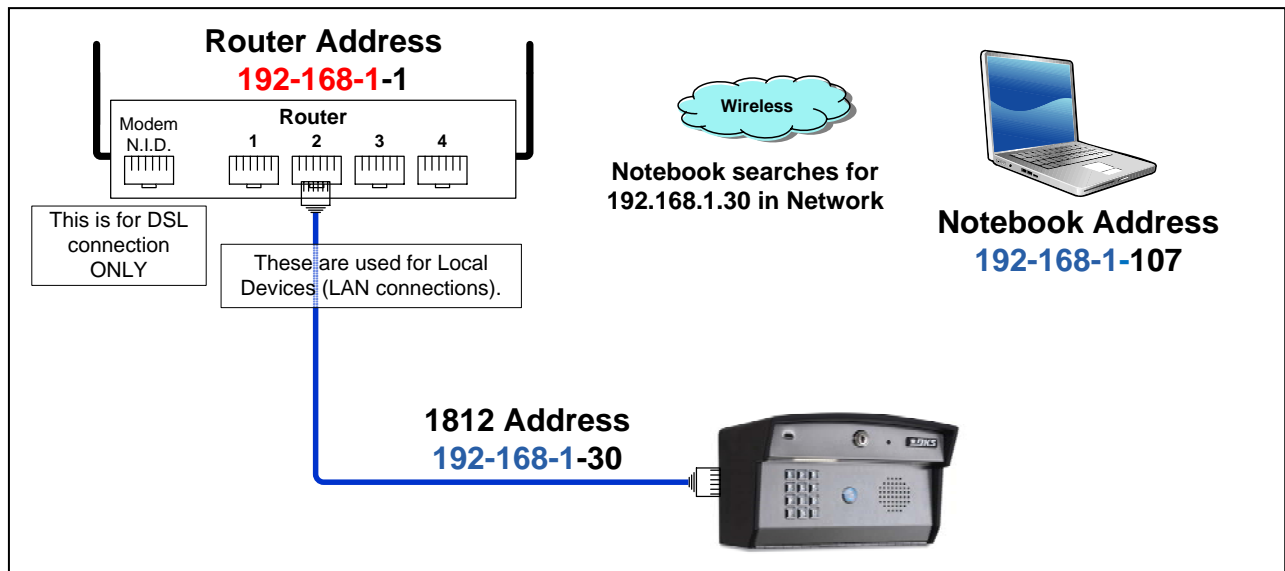 Router Address
192-168-1-1
Router
Modem
N.I.D.
1 2 3 4
This is for DSL
connection
ONLY
These are used for Local
Devices (LAN connections).
Wireless
Notebook searches for
192.168.1.30 in Network
Notebook Address
192-168-1-107
1812 Address
192-168-1-30
DKS